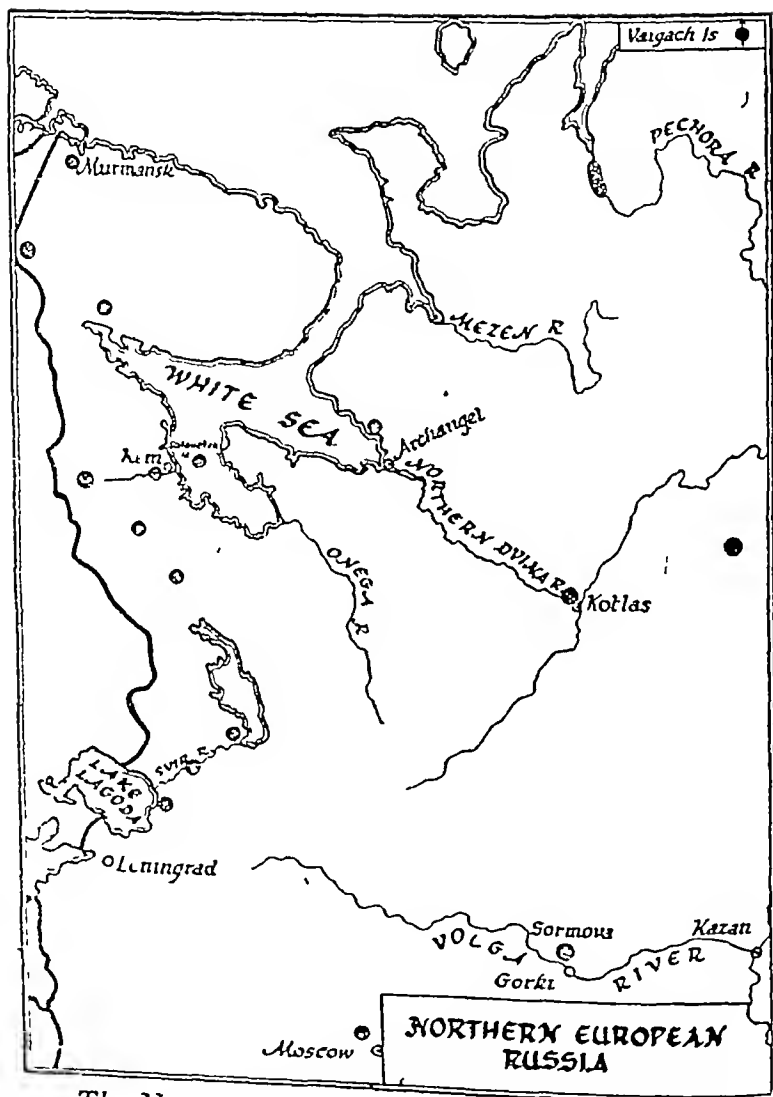 Vaigach Is
PECHORA R
Murmansk
MEZEN R
WHITE SEA
Archangel
NORTHERN DVINA R
ONEGA R
Kotlas
SVIR R
LAKE
LAGODA
Leningrad
VOLGA RIVER
Sormova
Kazan
Gorki
Moscow
NORTHERN EUROPEAN
RUSSIA